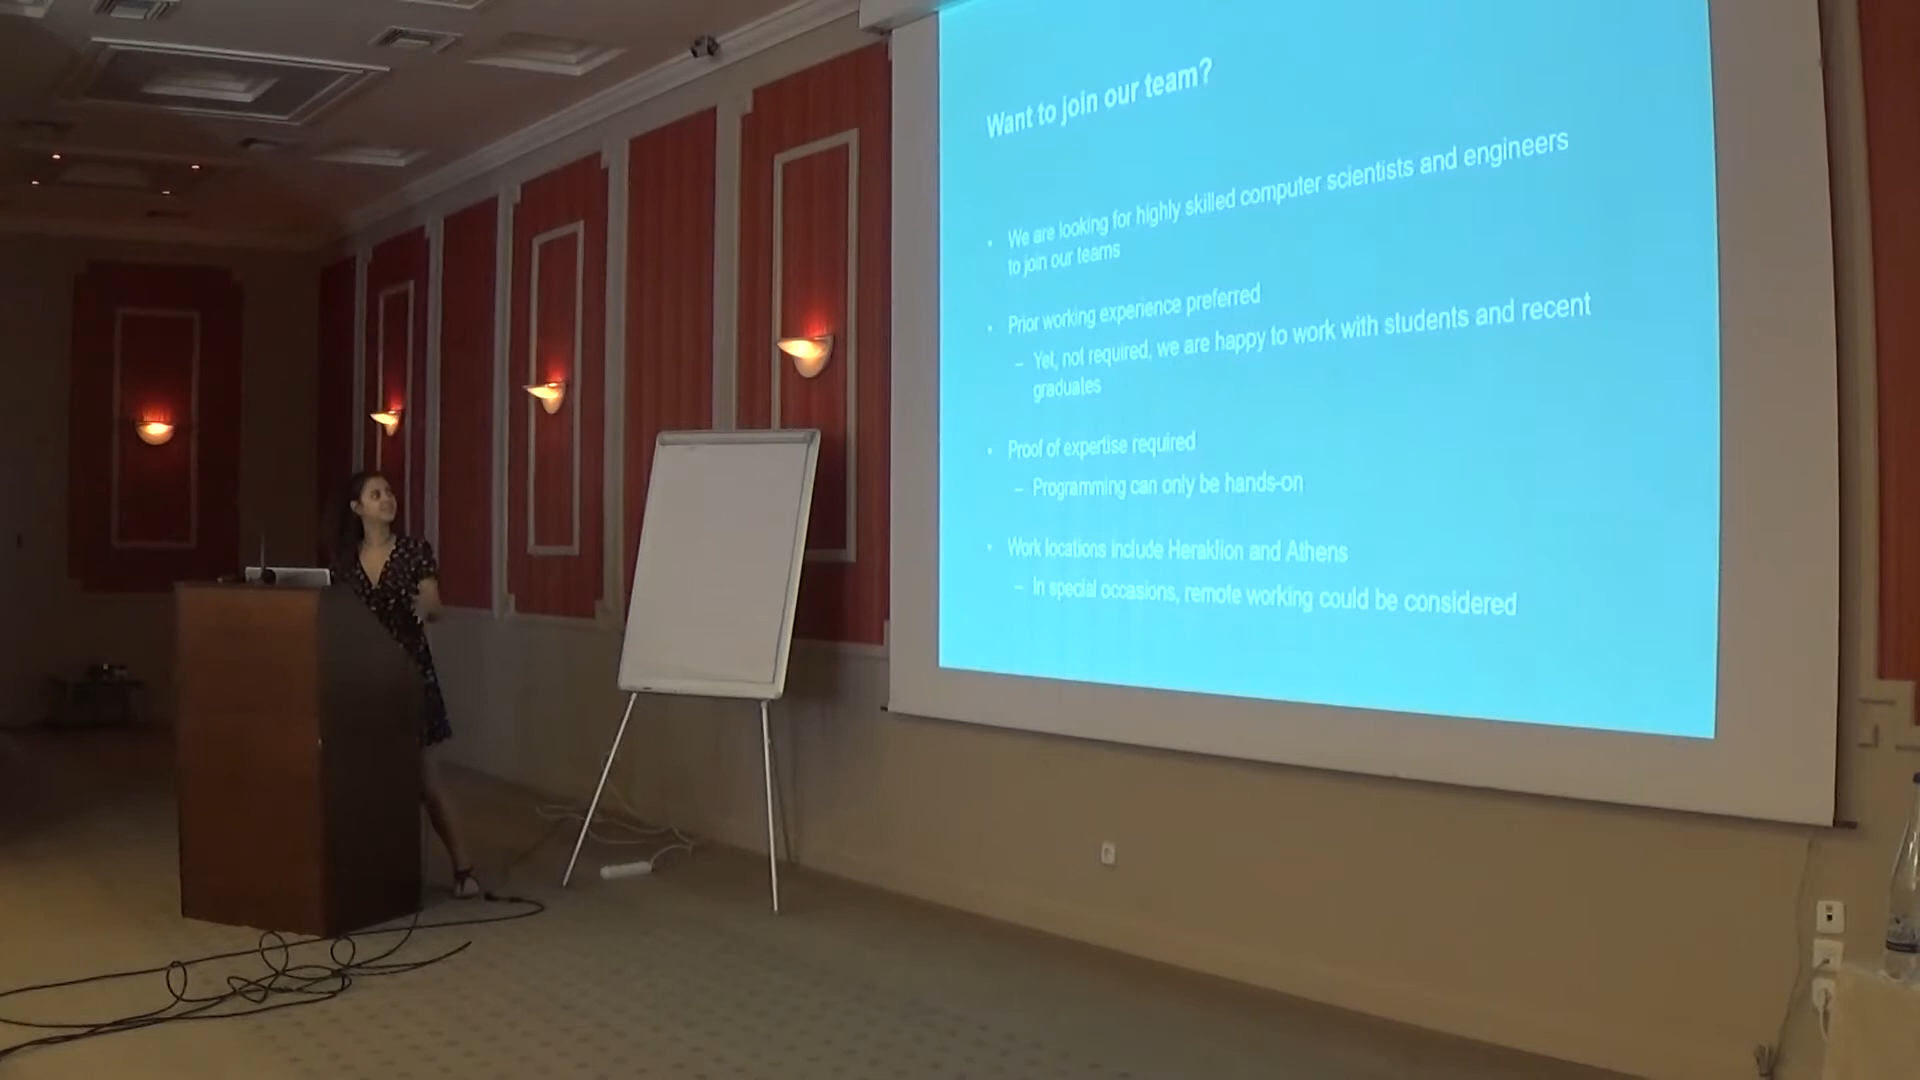 Want to join our team?
• We are looking for highly skilled computer scientists and engineers
to join our teams
• Prior working experience preferred
– Yet, not required, we are happy to work with students and recent
graduates
• Proof of expertise required
– Programming can only be hands-on
• Work locations include Heraklion and Athens
– In special occasions, remote working could be considered